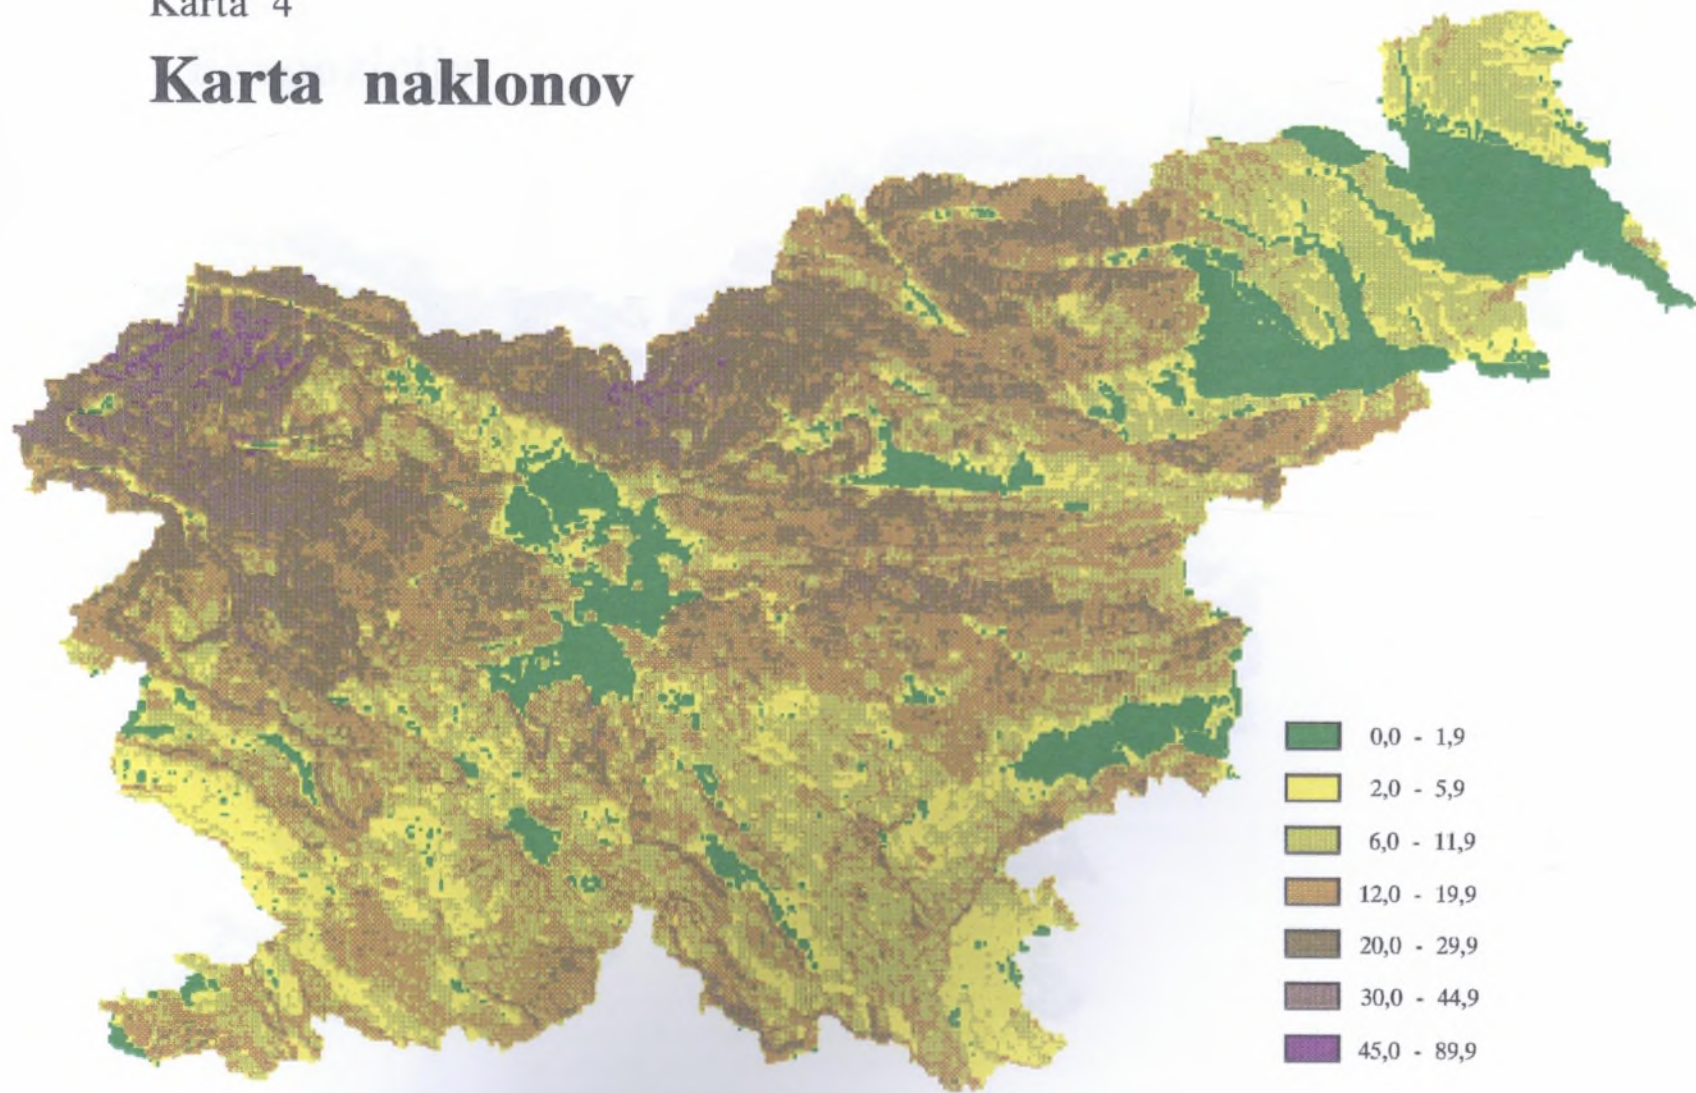 Karta 4
Karta naklonov
0,0 - 1,9
2,0 - 5,9
6,0 - 11,9
12,0 - 19,9
20,0 - 29,9
30,0 - 44,9
45,0 - 89,9